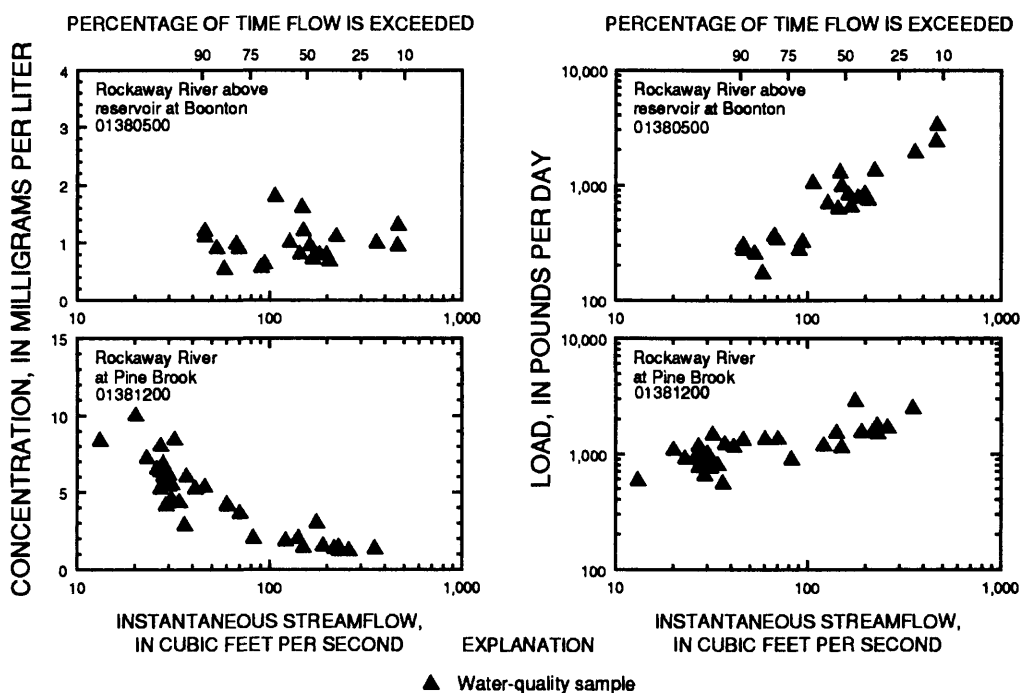 PERCENTAGE OF TIME FLOW IS EXCEEDED
90 75 50 25 10
CONCENTRATION, IN MILLIGRAMS PER LITER
4
3
2
1
0
Rockaway River above
reservoir at Boonton
01380500
10 100 1,000
15
10
5
0
Rockaway River
at Pine Brook
01381200
10 100 1,000
INSTANTANEOUS STREAMFLOW,
IN CUBIC FEET PER SECOND
PERCENTAGE OF TIME FLOW IS EXCEEDED
90 75 50 25 10
LOAD, IN POUNDS PER DAY
10,000
1,000
100
Rockaway River above
reservoir at Boonton
01380500
10 100 1,000
10,000
1,000
100
Rockaway River
at Pine Brook
01381200
10 100 1,000
INSTANTANEOUS STREAMFLOW,
IN CUBIC FEET PER SECOND
EXPLANATION
Water-quality sample